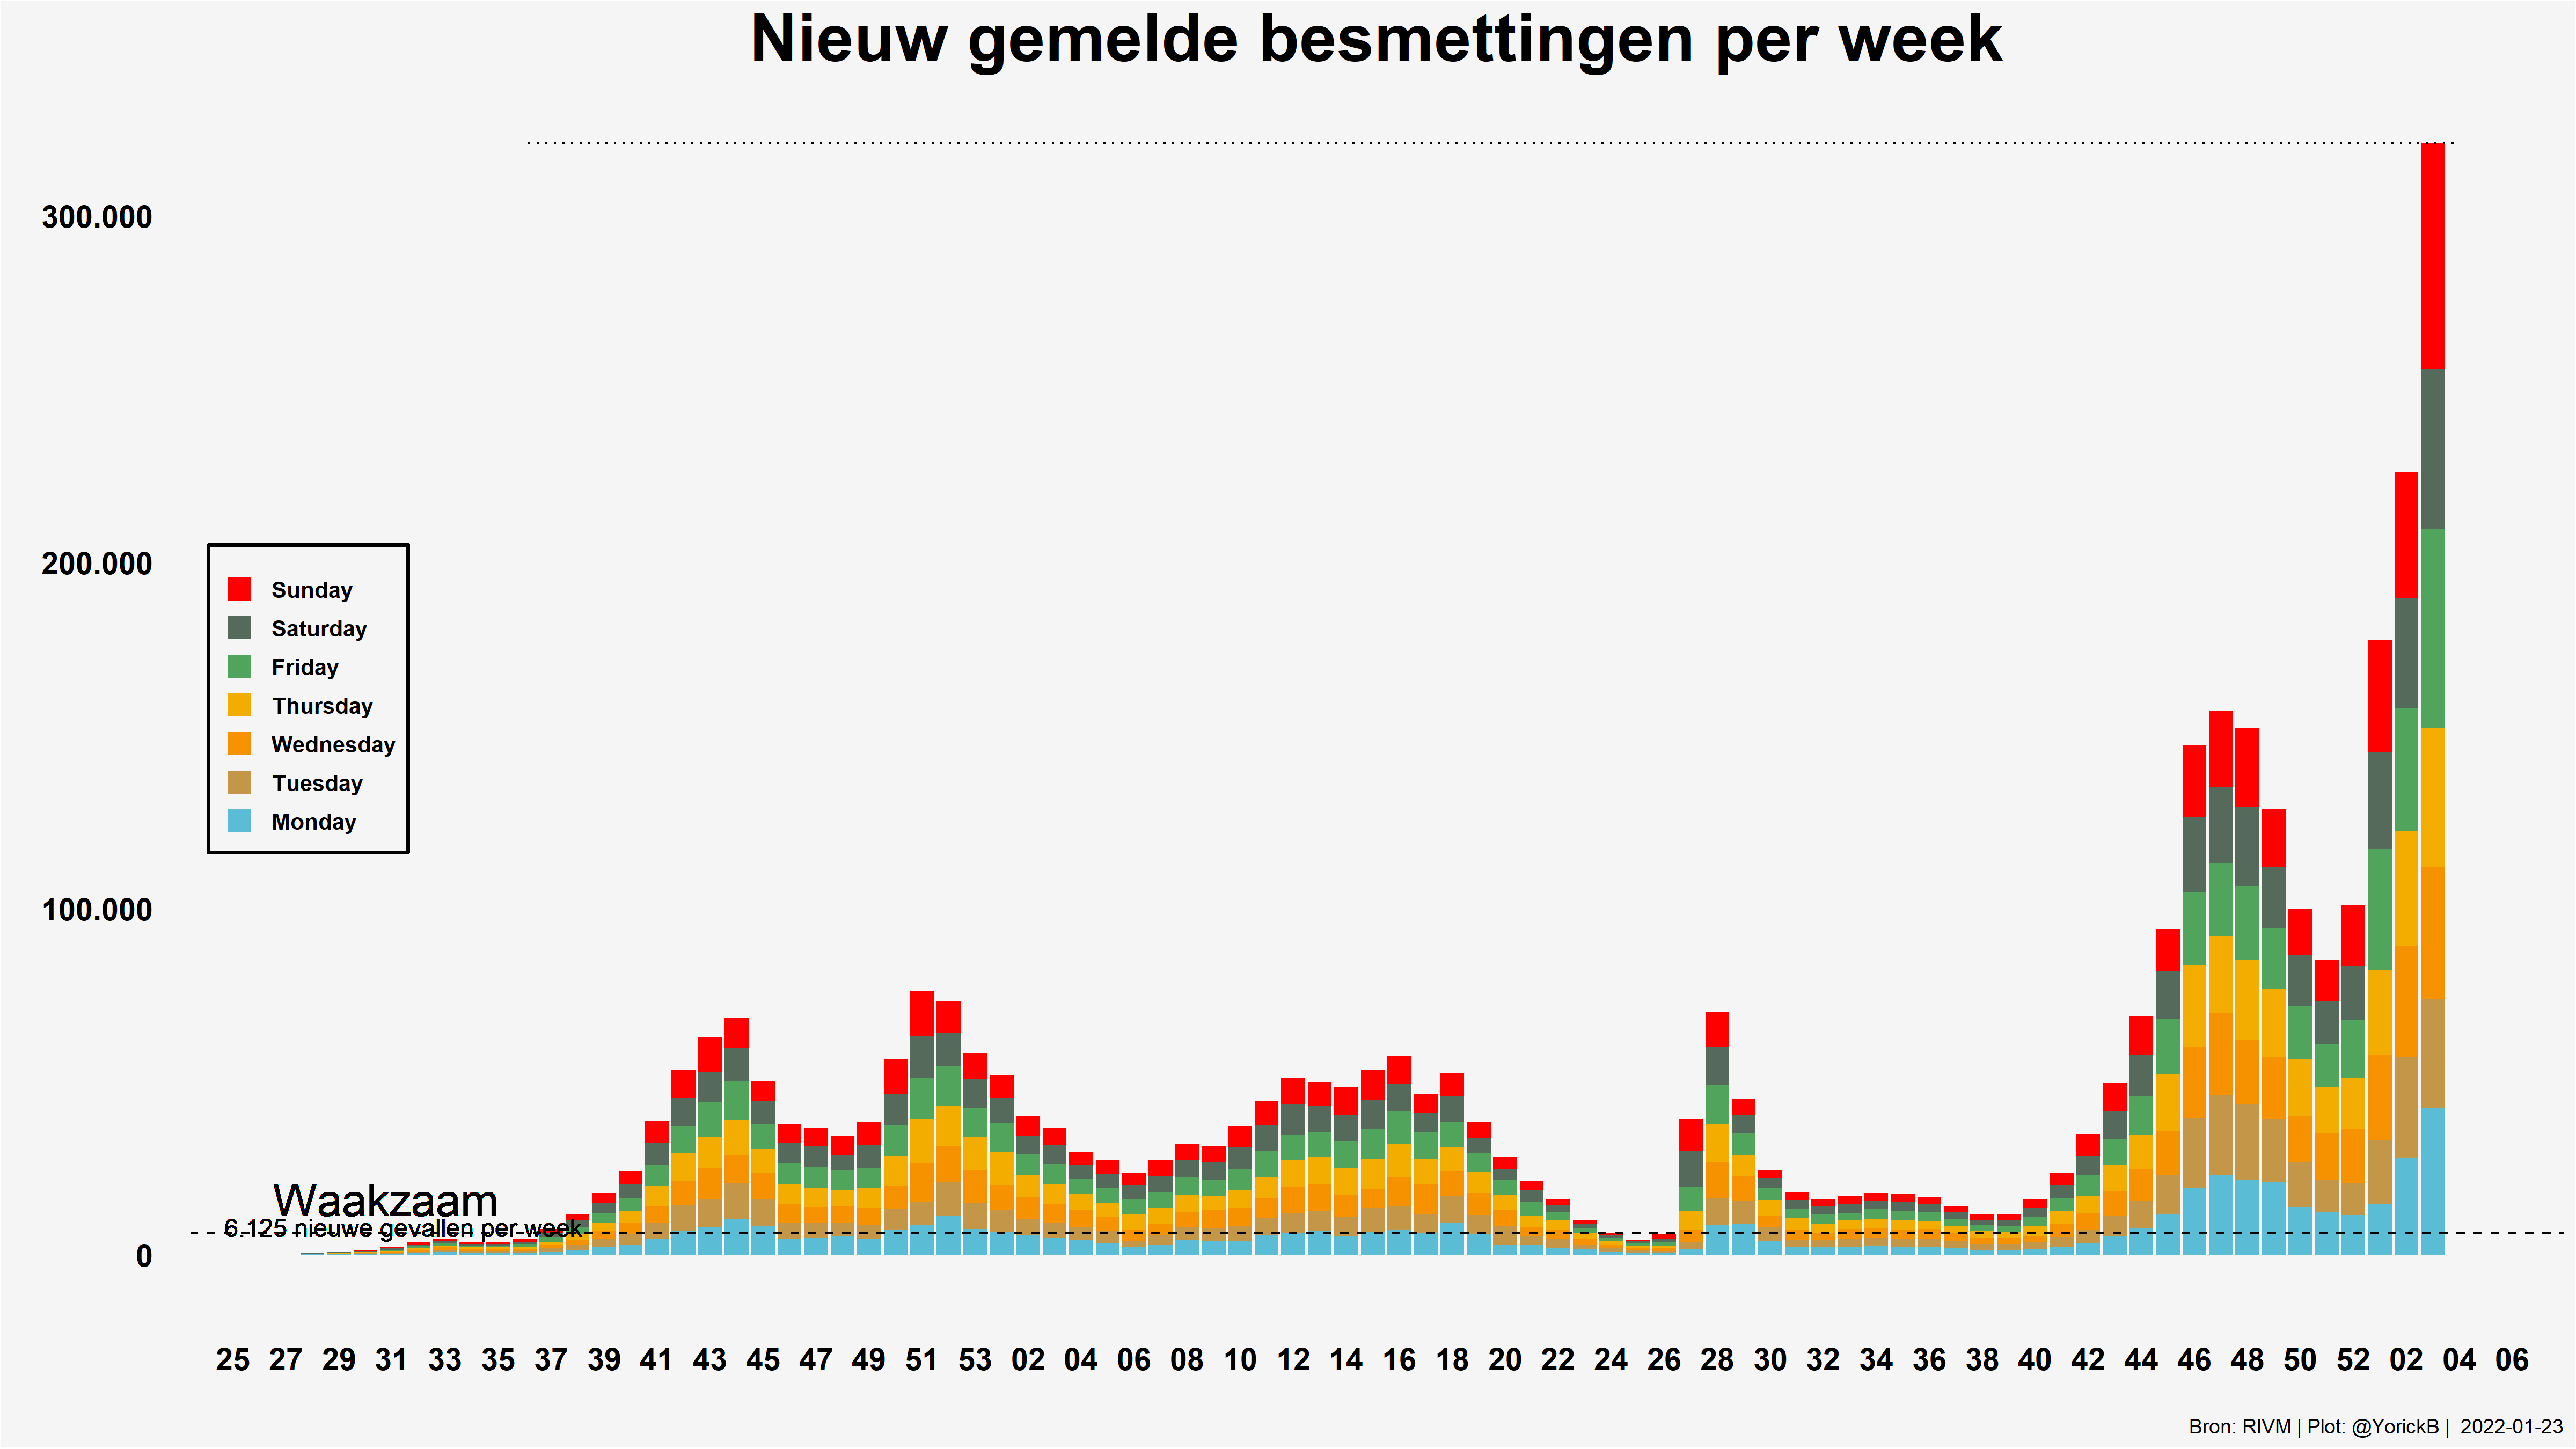 Nieuw gemelde besmettingen per week
300.000
200.000
100.000
0
Sunday
Saturday
Friday
Thursday
Wednesday
Tuesday
Monday
Waakzaam
6.125 nieuwe gevallen per week
25 27 29 31 33 35 37 39 41 43 45 47 49 51 53 02 04 06 08 10 12 14 16 18 20 22 24 26 28 30 32 34 36 38 40 42 44 46 48 50 52 02 04 06
Bron: RIVM | Plot: @YorickB | 2022-01-23